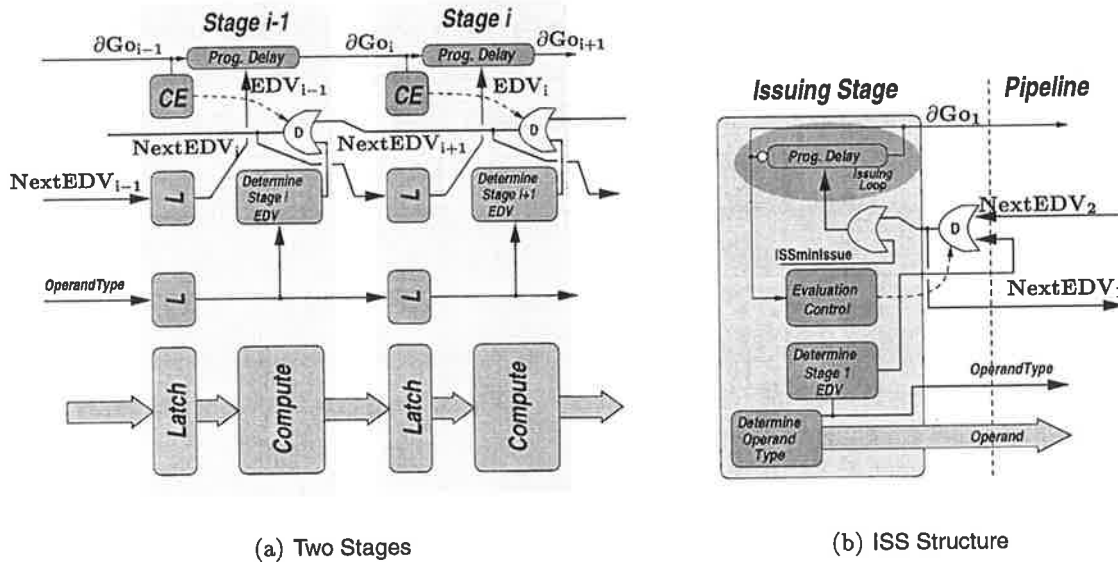 Stage i-1
Stage i
∂Go_{i-1}
∂Go_i
∂Go_{i+1}
Prog. Delay
Prog. Delay
EDV_{i-1}
EDV_i
CE
CE
D
D
NextEDV_i
NextEDV_{i+1}
NextEDV_{i-1}
L
Determine
Stage i
EDV
L
Determine
Stage i+1
EDV
OperandType
L
L
Latch
Compute
Latch
Compute
(a) Two Stages
Issuing Stage
Pipeline
∂Go_1
Prog. Delay
Issuing
Loop
NextEDV_2
D
ISSminIssue
Evaluation
Control
Determine
Stage 1
EDV
OperandType
Determine
Operand
Type
Operand
(b) ISS Structure